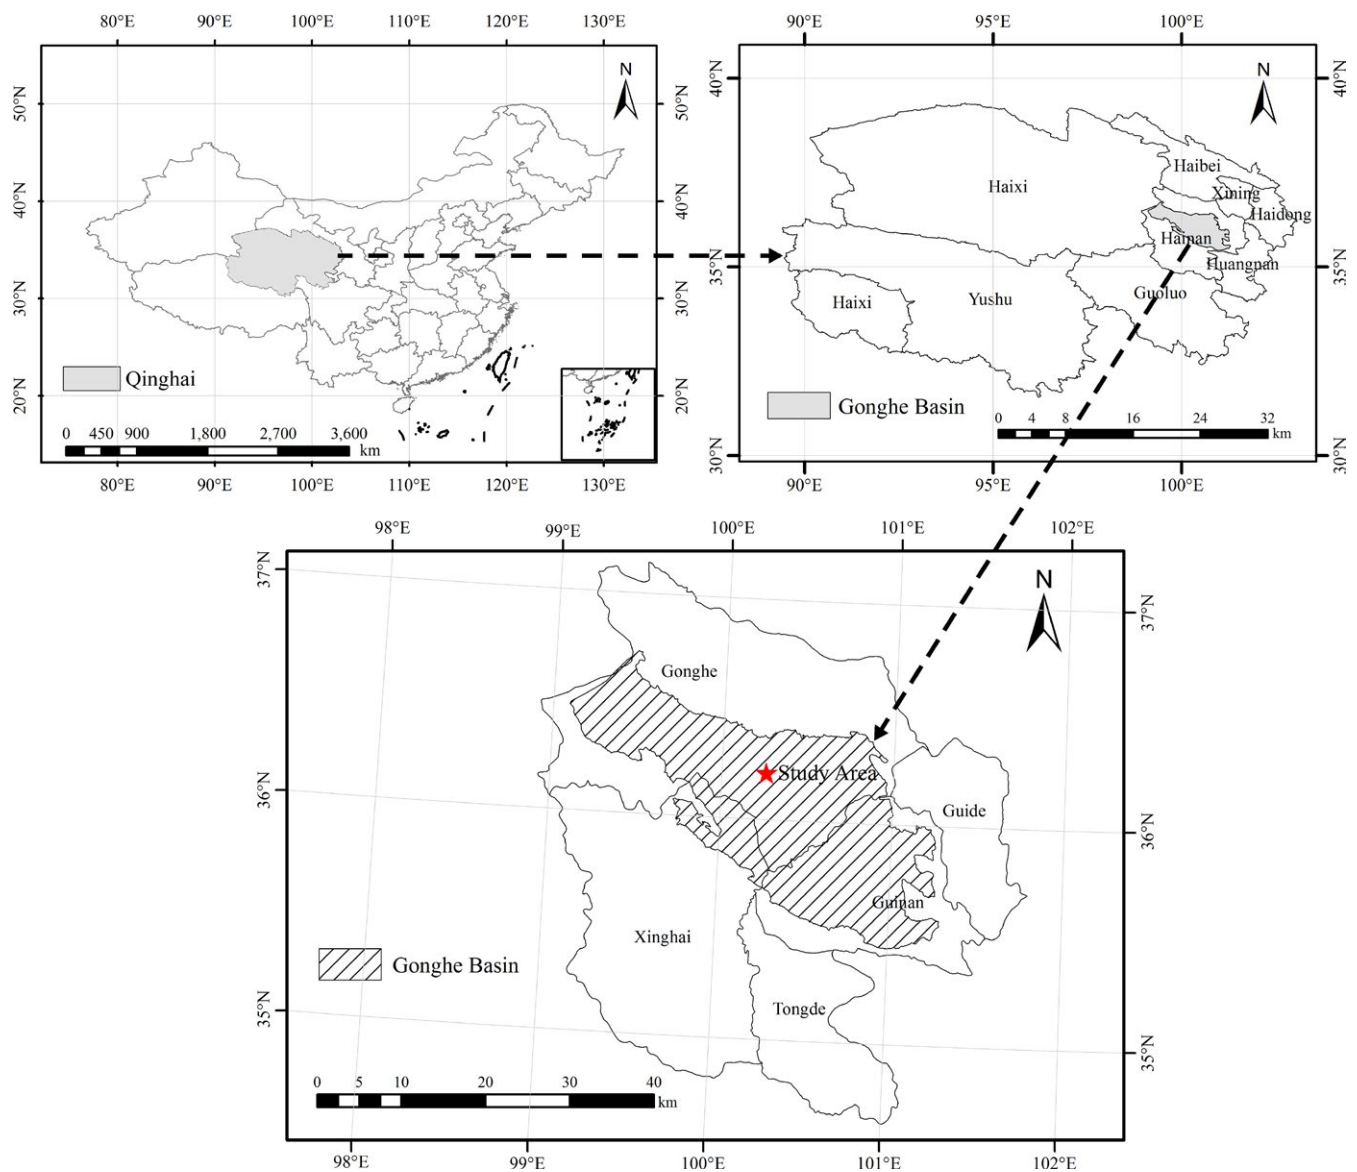 80°E 90°E 100°E 110°E 120°E 130°E
N
50°N 50°N
40°N 40°N
30°N 30°N
20°N 20°N
Qinghai
0 450 900 1,800 2,700 3,600
km
80°E 90°E 100°E 110°E 120°E 130°E
90°E 95°E 100°E
N
40°N 40°N
35°N 35°N
30°N 30°N
Haibei
Haixi
Xining
Haidong
Hainan
Huangnan
Guoluo
Haixi
Yushu
Gonghe Basin
0 4 8 16 24 32
km
90°E 95°E 100°E
98°E 99°E 100°E 101°E 102°E
N
37°N 37°N
36°N 36°N
35°N 35°N
Gonghe
Study Area
Guide
Guinan
Xinghai
Tongde
Gonghe Basin
0 5 10 20 30 40
km
98°E 99°E 100°E 101°E 102°E